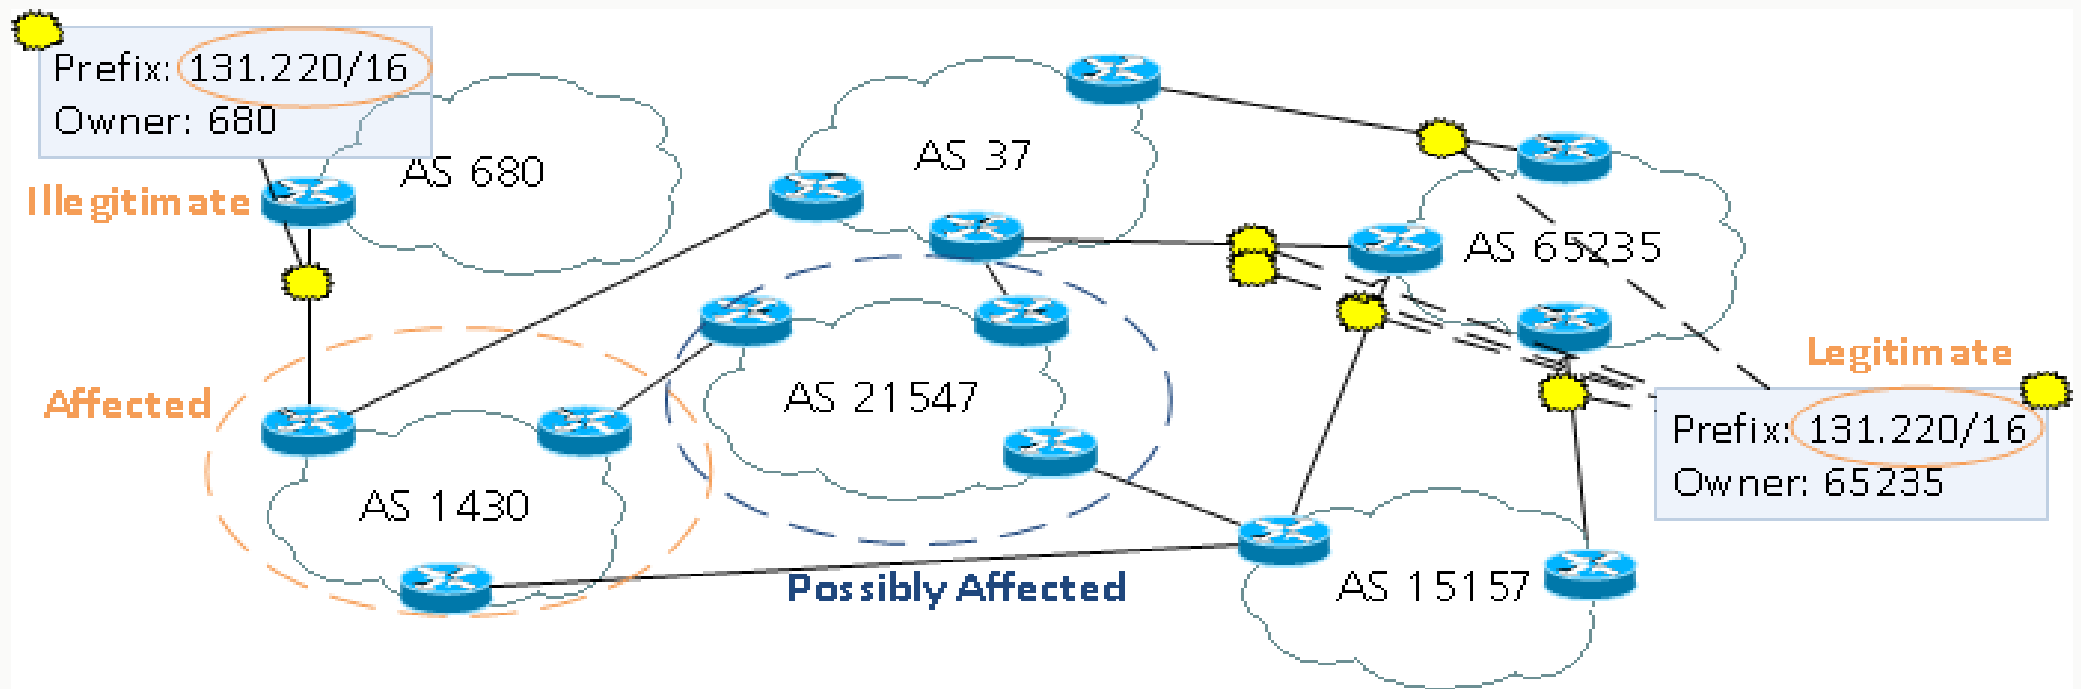 Prefix: 131.220/16
Owner: 680
Illegitimate
AS 680
AS 37
AS 65235
Legitimate
Prefix: 131.220/16
Owner: 65235
Affected
AS 21547
AS 1430
Possibly Affected
AS 15157